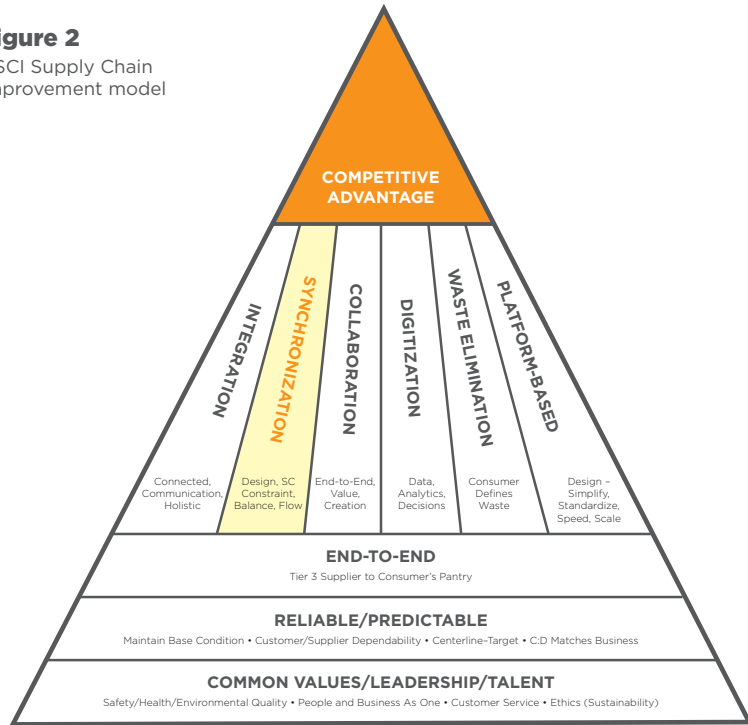 igure 2
SCI Supply Chain
provement model
COMPETITIVE
ADVANTAGE
INTEGRATION
SYNCHRONIZATION
COLLABORATION
DIGITIZATION
WASTE ELIMINATION
PLATFORM-BASED
Connected,
Communication,
Holistic
Design, SC
Constraint,
Balance, Flow
End-to-End,
Value,
Creation
Data,
Analytics,
Decisions
Consumer
Defines
Waste
Design –
Simplify,
Standardize,
Speed, Scale
END-TO-END
Tier 3 Supplier to Consumer's Pantry
RELIABLE/PREDICTABLE
Maintain Base Condition • Customer/Supplier Dependability • Centerline–Target • C:D Matches Business
COMMON VALUES/LEADERSHIP/TALENT
Safety/Health/Environmental Quality • People and Business As One • Customer Service • Ethics (Sustainability)